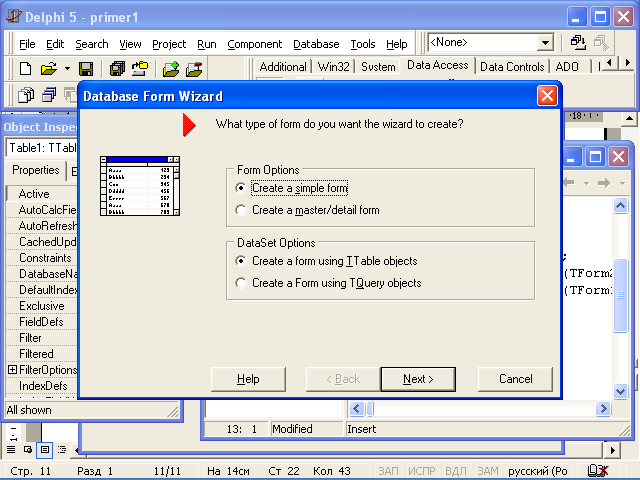 Delphi 5 - primer1
File Edit Search View Project Run Component Database Tools Help <None>
Additional Win32 System Data Access Data Controls ADO
Database Form Wizard
18
Object Inspe
What type of form do you want the wizard to create?
Table1: TTabl
Properties E
Form Options
Create a simple form
Create a master/detail form
DataSet Options
Create a form using TTable objects
Create a Form using TQuery objects
Active
AutoCalcFiel
AutoRefresh
CachedUpd
Constraints
DatabaseNa
DefaultIndex
Exclusive
FieldDefs
Filter
Filtered
FilterOptions
IndexDefs
;
(TForm2
(TForm
Help < Back Next > Cancel
All shown
13: 1 Modified Insert
Стр. 11 Разд 1 11/11 На 14см Ст 22 Кол 43 ЗАП ИСПР ВДЛ ЗАМ русский (Ро